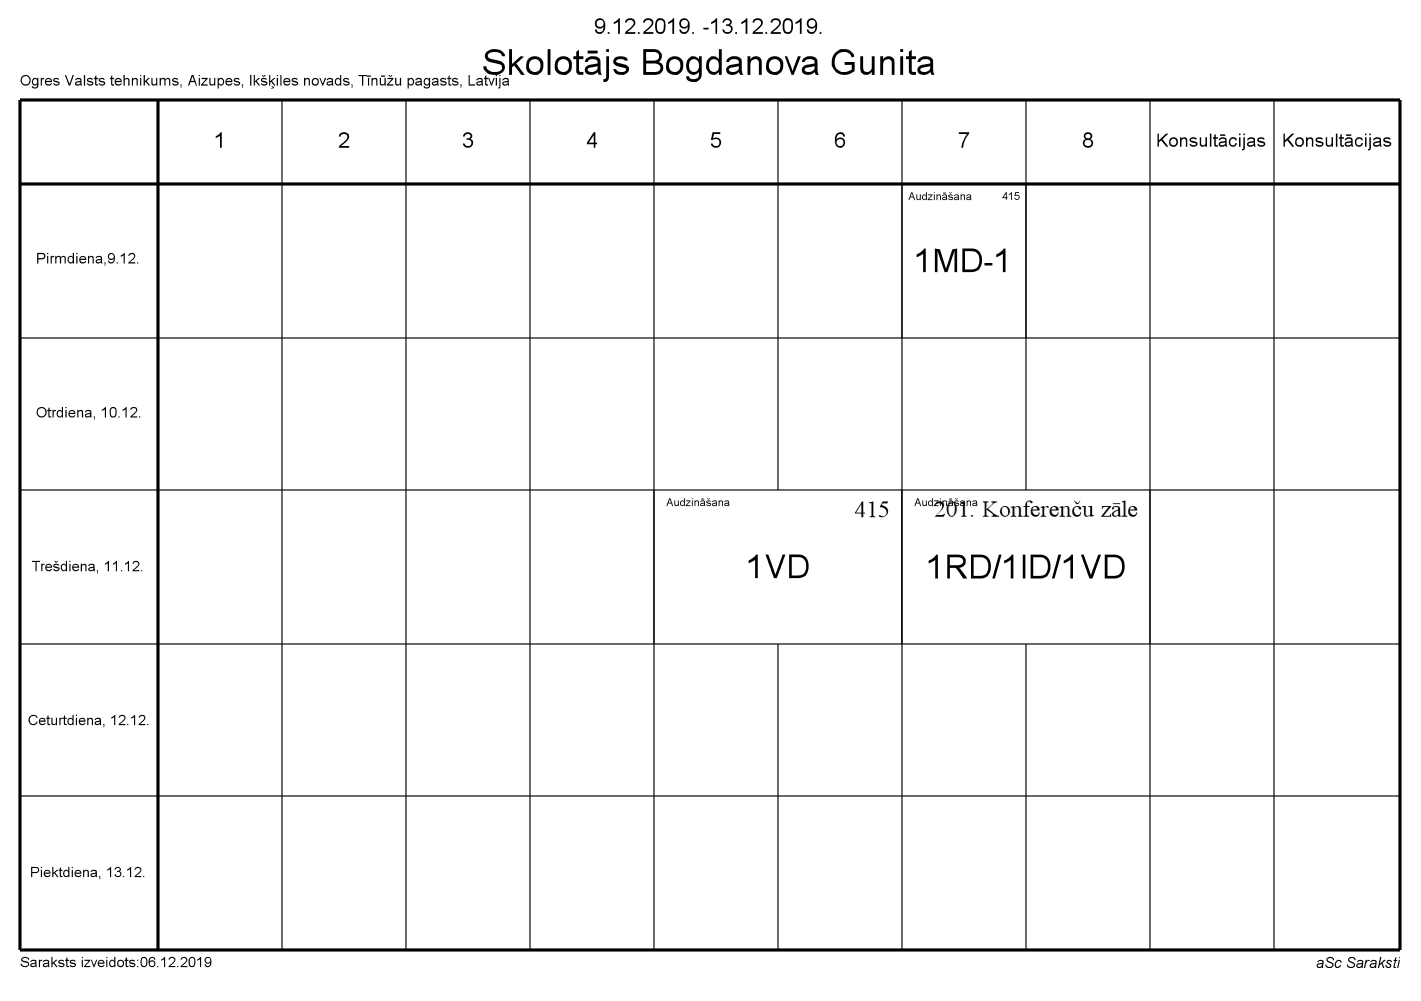 9.12.2019. -13.12.2019.
Skolotājs Bogdanova Gunita
Ogres Valsts tehnikums, Aizupes, Ikšķiles novads, Tīnūžu pagasts, Latvija
1 2 3 4 5 6 7 8 Konsultācijas Konsultācijas
Audzināšana 415
Pirmdiena,9.12. 1MD-1
Otrdiena, 10.12.
Audzināšana 415 Audzināšana 201. Konferenču zāle
Trešdiena, 11.12. 1VD 1RD/1ID/1VD
Ceturtdiena, 12.12.
Piektdiena, 13.12.
Saraksts izveidots:06.12.2019 aSc Saraksti